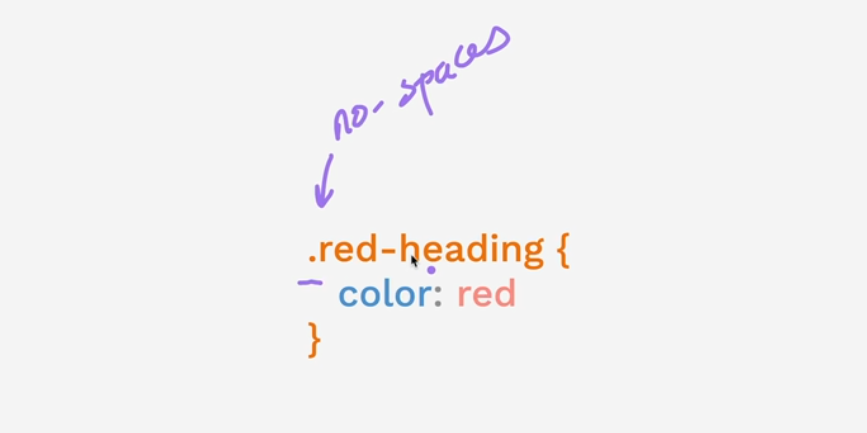 no-spaces
.red-heading {
color: red
}